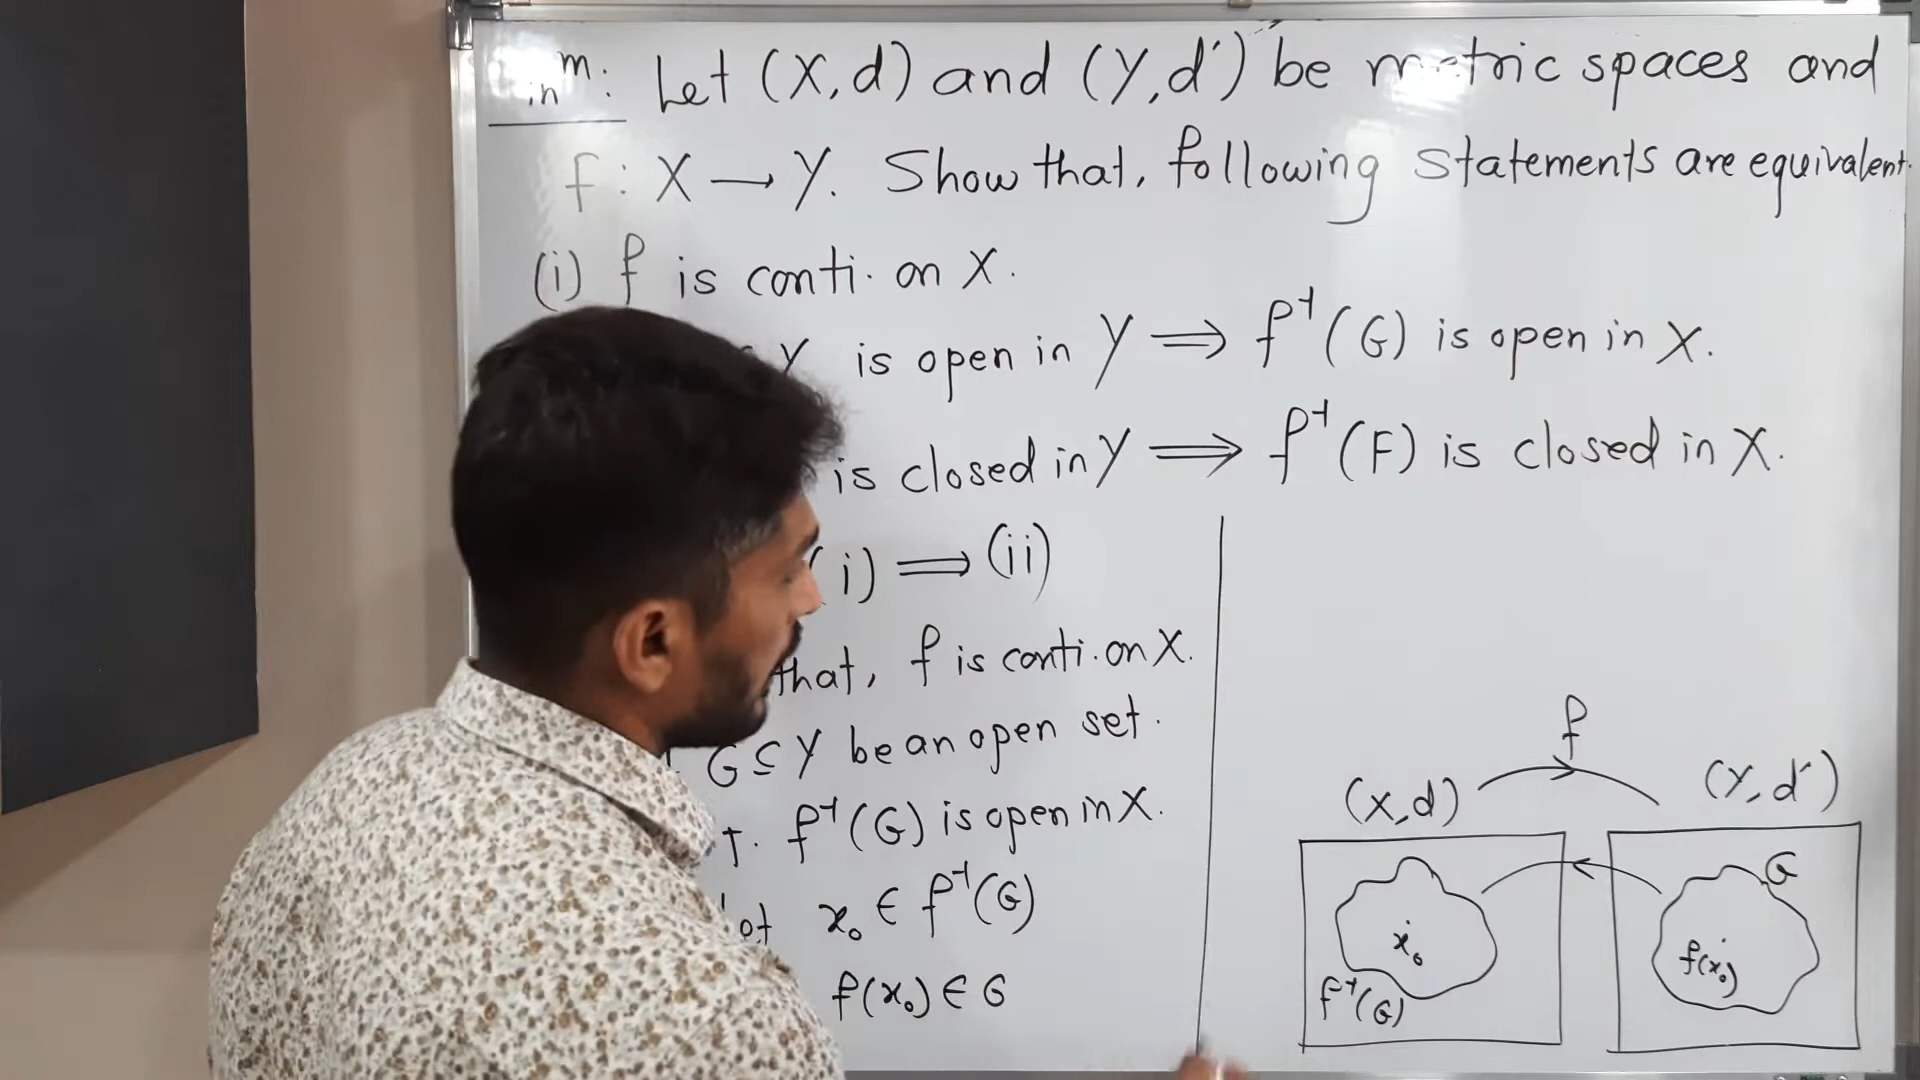 m: Let (X,d) and (Y,d') be metric spaces and
f : X → Y. Show that, following statements are equivalent.
(i) f is conti. on X.
Y is open in Y ⟹ f⁻¹(G) is open in X.
is closed in Y ⟹ f⁻¹(F) is closed in X.
(i) ⟹ (ii)
that, f is conti. on X.
G ⊆ Y be an open set.
T. f⁻¹(G) is open in X.
x₀ ∈ f⁻¹(G)
f(x₀) ∈ G
f
(X,d)
(Y,d')
G
x₀
f(x₀)
f⁻¹(G)